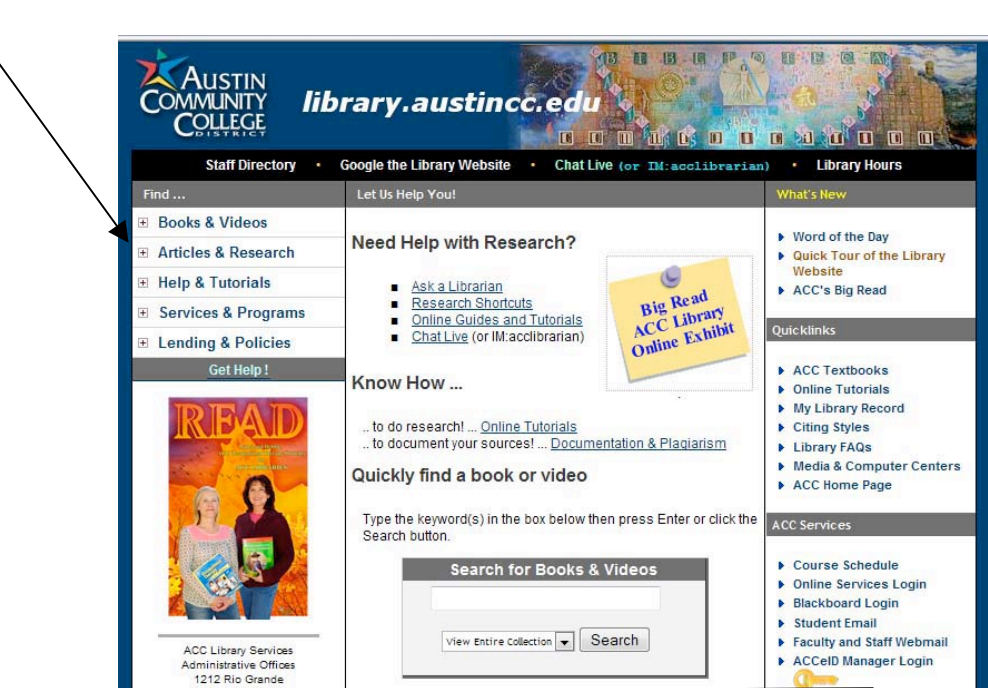 AUSTIN
COMMUNITY
COLLEGE
DISTRICT
library.austincc.edu
Staff Directory • Google the Library Website • Chat Live (or IM:acclibrarian) • Library Hours
Find ...
Books & Videos
Articles & Research
Help & Tutorials
Services & Programs
Lending & Policies
Get Help !
READ
ACC Library Services
Administrative Offices
1212 Rio Grande
Let Us Help You!
Need Help with Research?
Ask a Librarian
Research Shortcuts
Online Guides and Tutorials
Chat Live (or IM:acclibrarian)
Big Read
ACC Library
Online Exhibit
Know How ...
.. to do research! ... Online Tutorials
.. to document your sources! ... Documentation & Plagiarism
Quickly find a book or video
Type the keyword(s) in the box below then press Enter or click the
Search button.
Search for Books & Videos
View Entire Collection
Search
What's New
Word of the Day
Quick Tour of the Library
Website
ACC's Big Read
Quicklinks
ACC Textbooks
Online Tutorials
My Library Record
Citing Styles
Library FAQs
Media & Computer Centers
ACC Home Page
ACC Services
Course Schedule
Online Services Login
Blackboard Login
Student Email
Faculty and Staff Webmail
ACCeID Manager Login